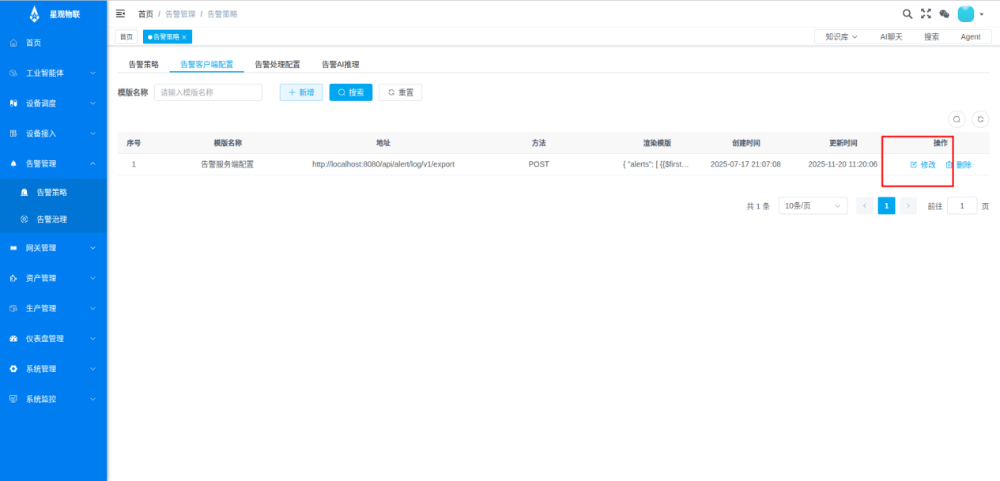 星观物联
首页 / 告警管理 / 告警策略
首页
告警策略 ×
知识库 AI聊天 搜索 Agent
首页
工业智能体
设备调度
设备接入
告警管理
告警策略
告警治理
网关管理
资产管理
生产管理
仪表盘管理
系统管理
系统监控
告警策略 告警客户端配置 告警处理配置 告警AI推理
模版名称 请输入模版名称 新增 搜索 重置
序号 模版名称 地址 方法 渲染模版 创建时间 更新时间 操作
1 告警服务端配置 http://localhost:8080/api/alert/log/v1/export POST { "alerts": [ {{$first... 2025-07-17 21:07:08 2025-11-20 11:20:06 修改 删除
共 1 条 10条/页 1 前往 1 页